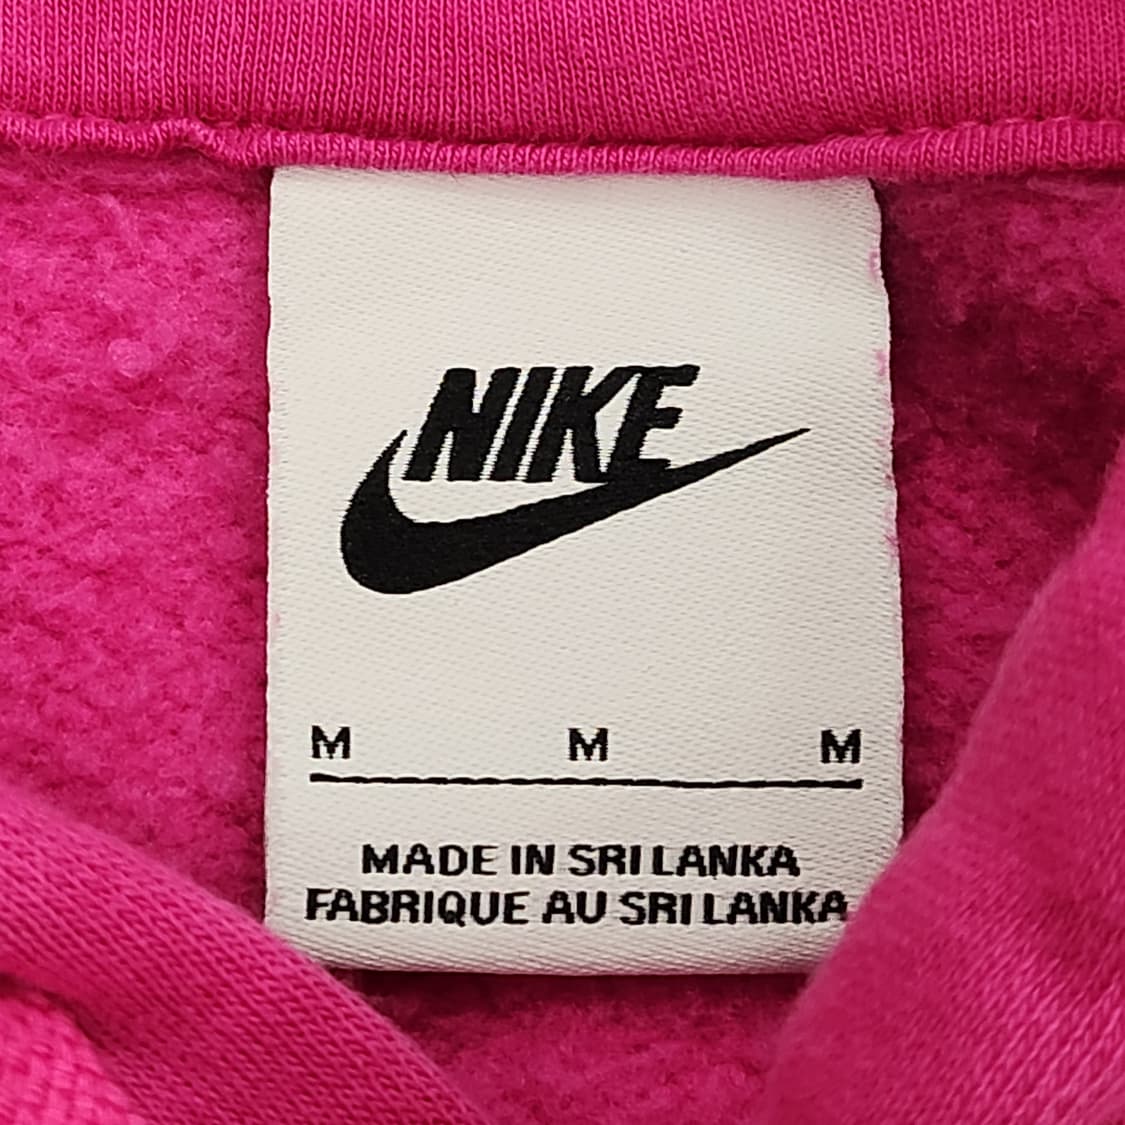 NIKE
M M M
MADE IN SRI LANKA
FABRIQUE AU SRI LANKA